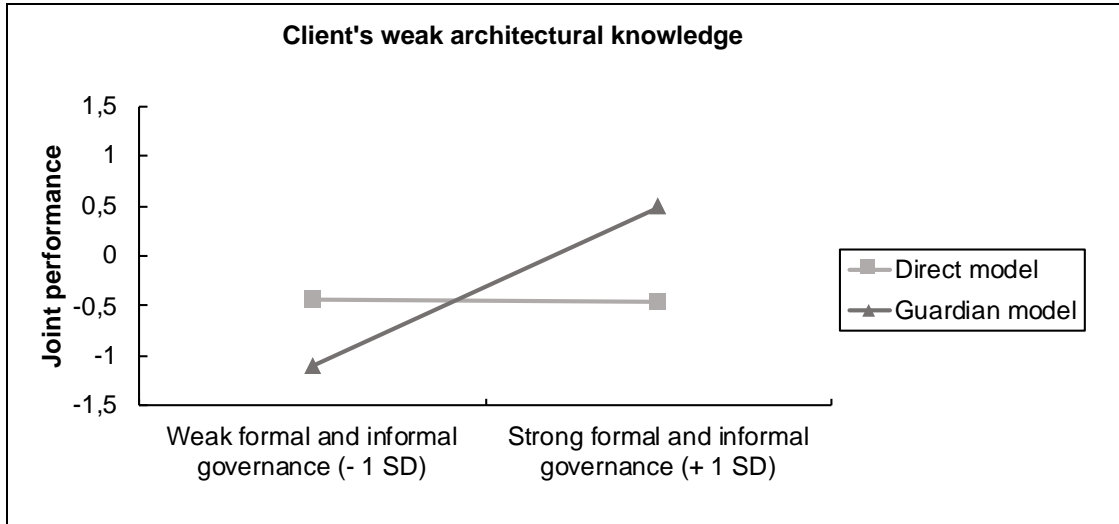 Client's weak architectural knowledge
Joint performance
1,5
1
0,5
0
-0,5
-1
-1,5
Weak formal and informal
governance (- 1 SD)
Strong formal and informal
governance (+ 1 SD)
Direct model
Guardian model